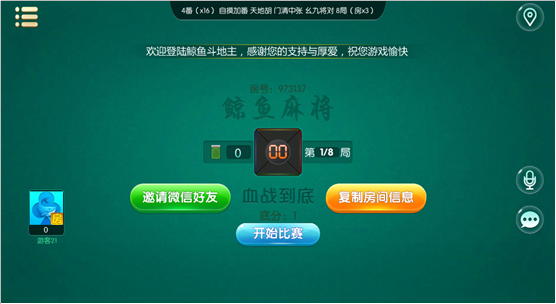 4番（x16） 自摸加番 天地胡 门清中张 幺九将对 8局（房x3）
欢迎登陆鲸鱼斗地主，感谢您的支持与厚爱，祝您游戏愉快
房号：973137
鲸鱼麻将
0
00
第 1/8 局
邀请微信好友
血战到底
复制房间信息
底分：1
开始比赛
房
0
游客21